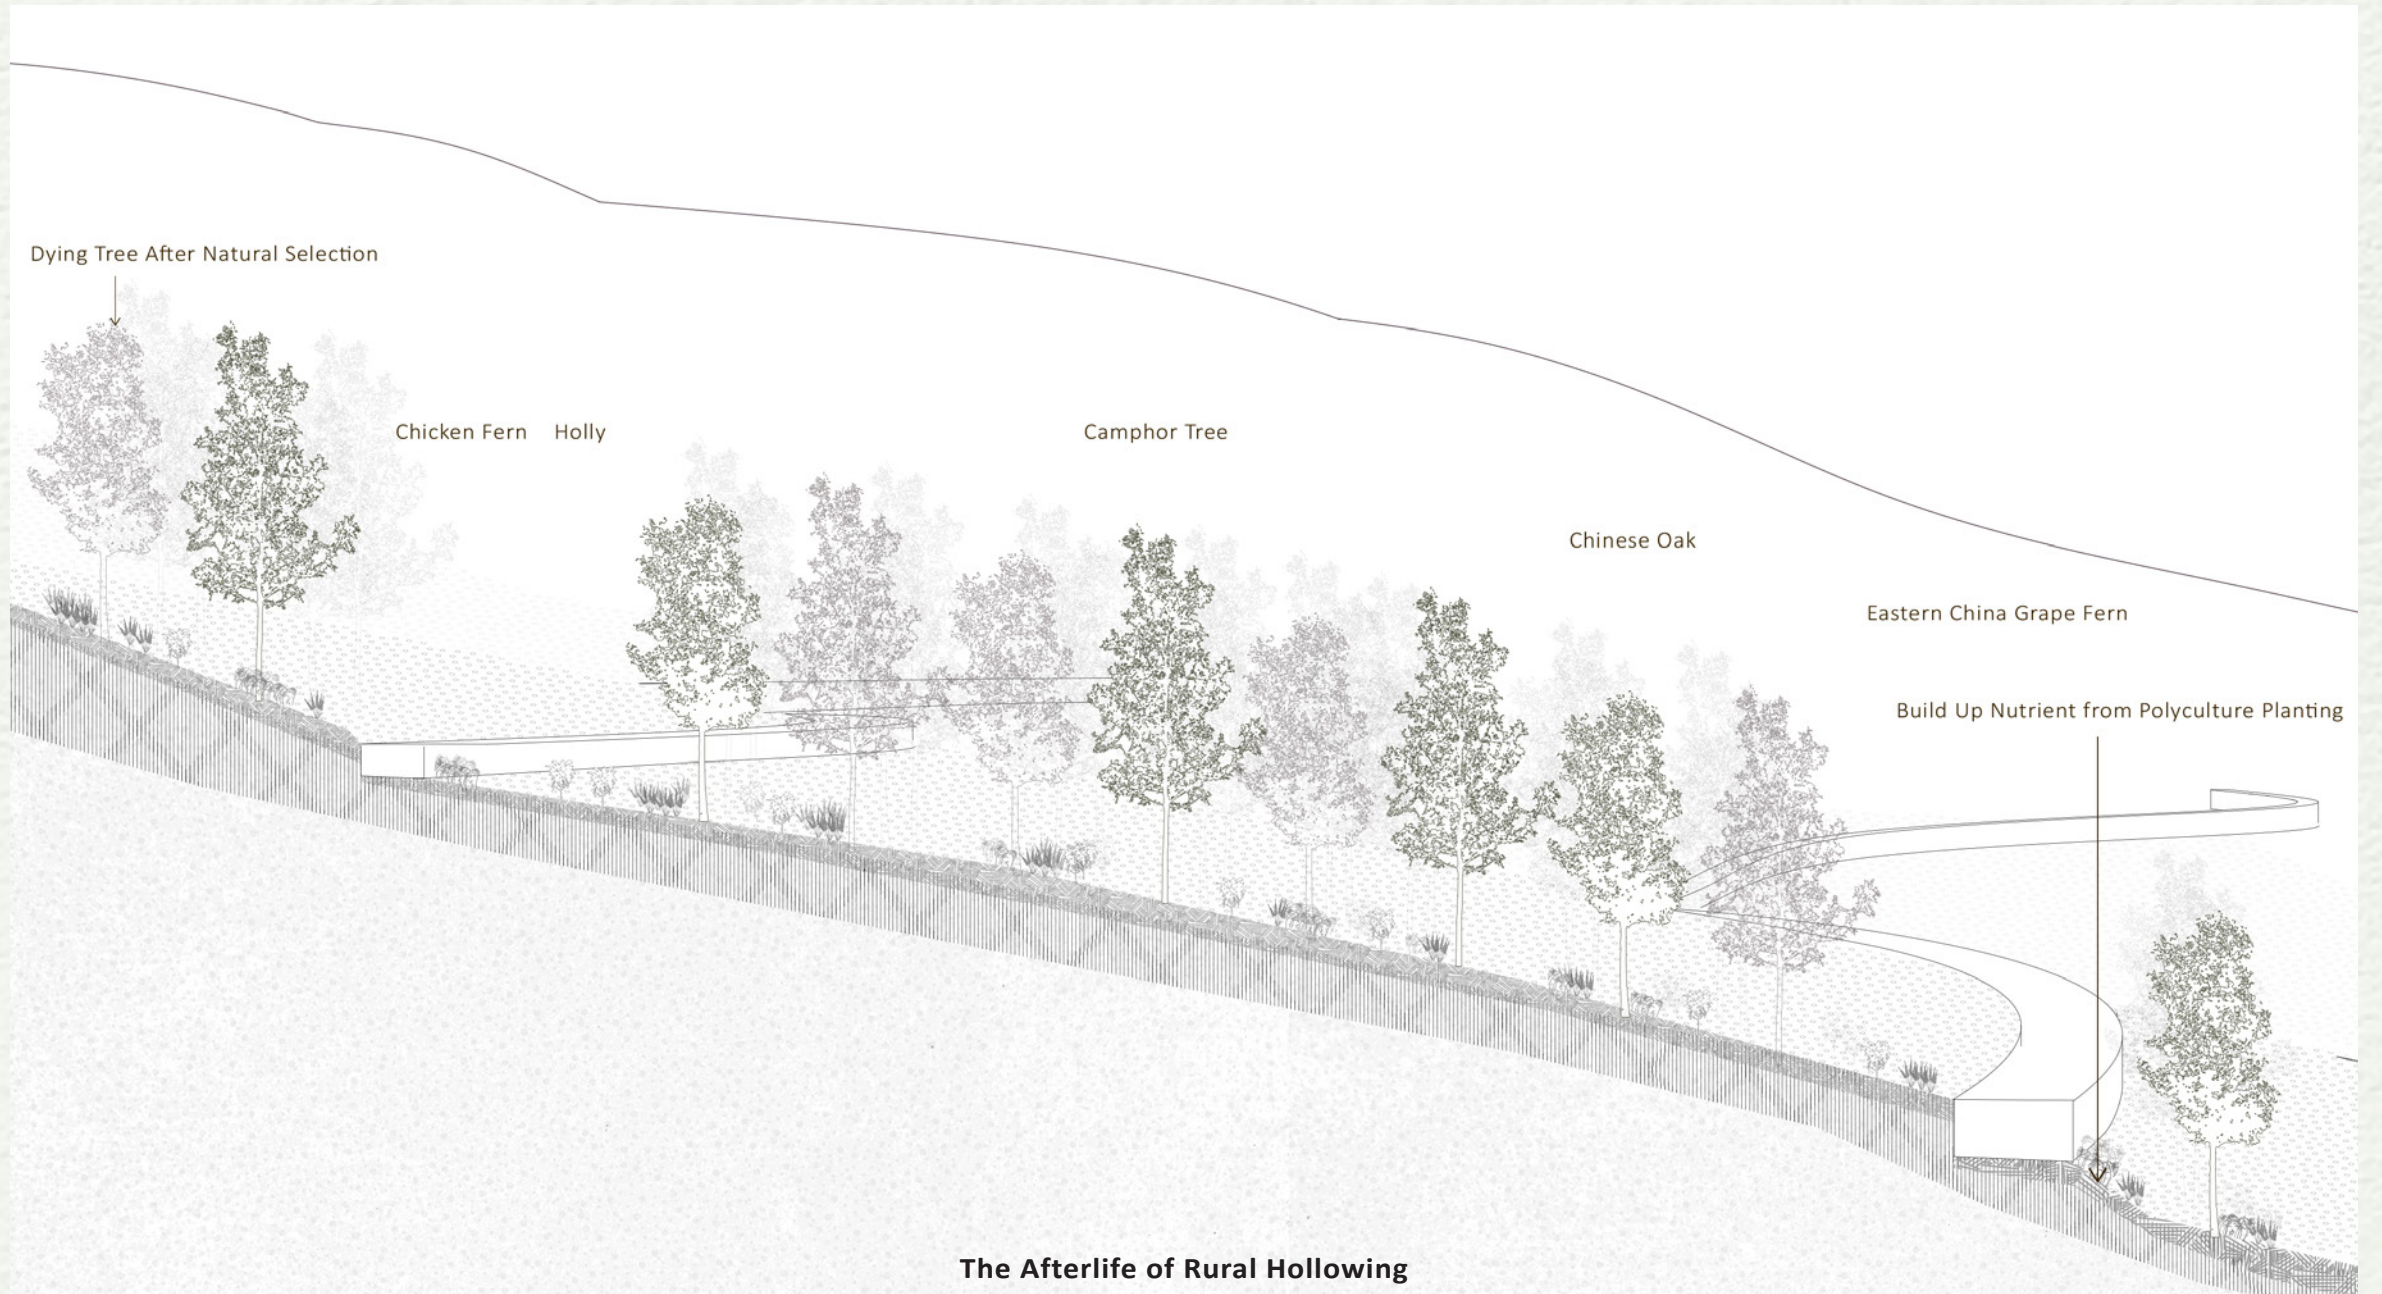 Dying Tree After Natural Selection
Chicken Fern
Holly
Camphor Tree
Chinese Oak
Eastern China Grape Fern
Build Up Nutrient from Polyculture Planting
The Afterlife of Rural Hollowing